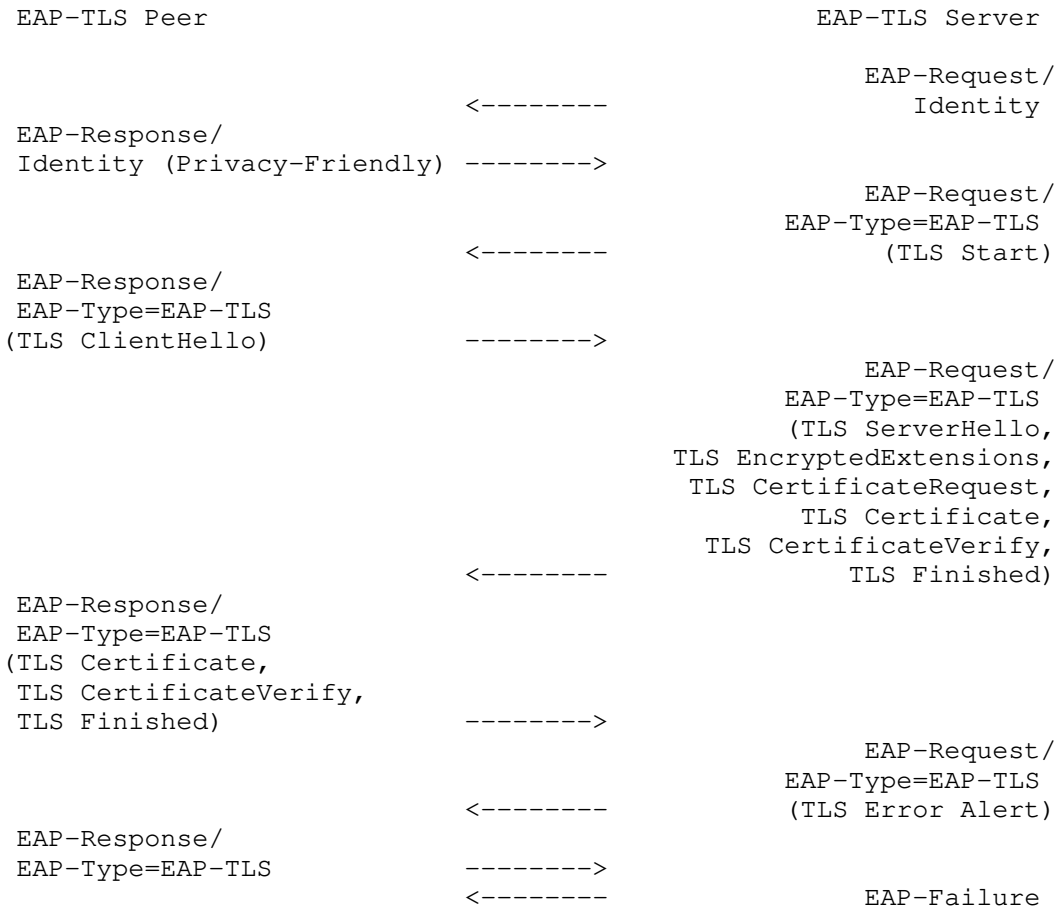 EAP-TLS Peer                                      EAP-TLS Server
EAP-Request/
<-------- Identity
EAP-Response/
Identity (Privacy-Friendly) -------->
EAP-Request/
EAP-Type=EAP-TLS
<-------- (TLS Start)
EAP-Response/
EAP-Type=EAP-TLS
(TLS ClientHello) -------->
EAP-Request/
EAP-Type=EAP-TLS
(TLS ServerHello,
TLS EncryptedExtensions,
TLS CertificateRequest,
TLS Certificate,
TLS CertificateVerify,
<-------- TLS Finished)
EAP-Response/
EAP-Type=EAP-TLS
(TLS Certificate,
TLS CertificateVerify,
TLS Finished) -------->
EAP-Request/
EAP-Type=EAP-TLS
<-------- (TLS Error Alert)
EAP-Response/
EAP-Type=EAP-TLS -------->
<-------- EAP-Failure